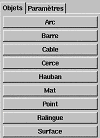 Objets Paramètres
Arc
Barre
Cable
Cerce
Hauban
Mat
Point
Ralingue
Surface